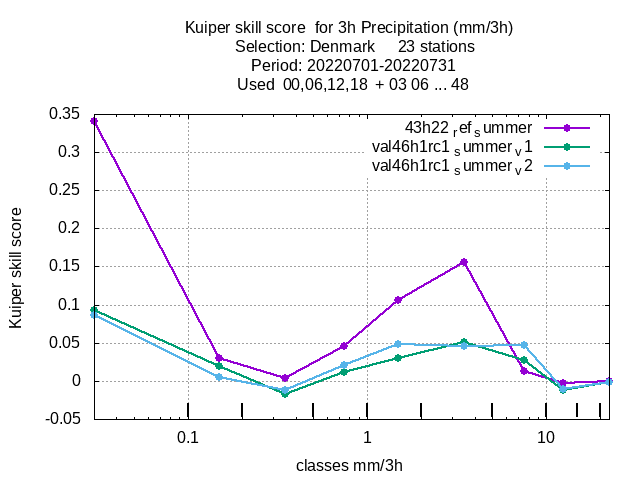 Kuiper skill score  for 3h Precipitation (mm/3h)
Selection: Denmark     23 stations
Period: 20220701-20220731
Used  00,06,12,18  + 03 06 ... 48
43h22 ref summer
val46h1rc1 summer v1
val46h1rc1 summer v2
Kuiper skill score
0.35
0.3
0.25
0.2
0.15
0.1
0.05
0
-0.05
0.1 1 10
classes mm/3h